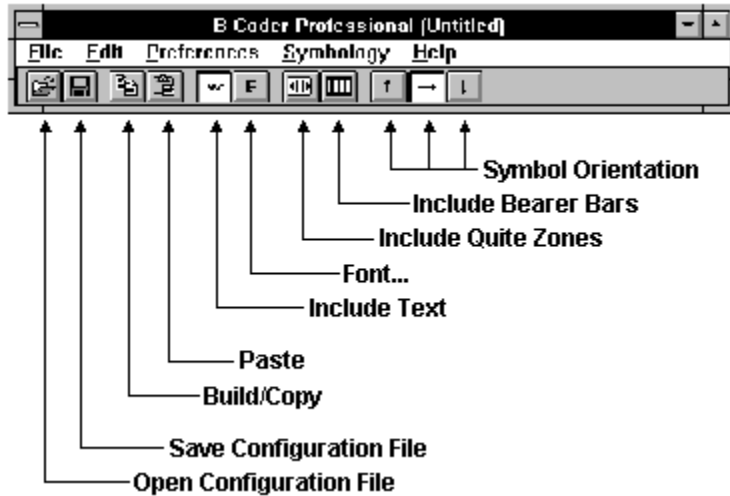 B-Coder Professional (Untitled)
File Edit Preferences Symbology Help
F
Symbol Orientation
Include Bearer Bars
Include Quite Zones
Font...
Include Text
Paste
Build/Copy
Save Configuration File
Open Configuration File